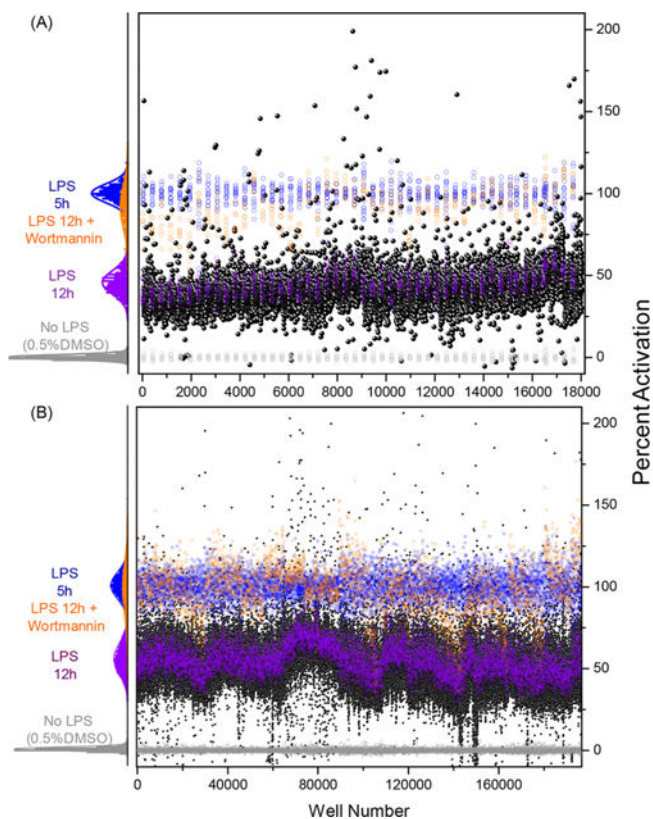 (A)
200
150
100
50
0
Percent Activation
LPS
5h
LPS 12h +
Wortmannin
LPS
12h
No LPS
(0.5%DMSO)
0 2000 4000 6000 8000 10000 12000 14000 16000 18000
(B)
200
150
100
50
0
LPS
5h
LPS 12h +
Wortmannin
LPS
12h
No LPS
(0.5%DMSO)
0 40000 80000 120000 160000
Well Number